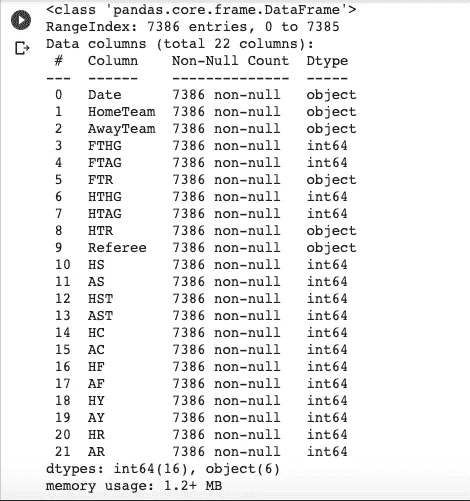 <class 'pandas.core.frame.DataFrame'>
RangeIndex: 7386 entries, 0 to 7385
Data columns (total 22 columns):
 #   Column    Non-Null Count  Dtype
---  ------    --------------  -----
 0   Date      7386 non-null   object
 1   HomeTeam  7386 non-null   object
 2   AwayTeam  7386 non-null   object
 3   FTHG      7386 non-null   int64
 4   FTAG      7386 non-null   int64
 5   FTR       7386 non-null   object
 6   HTHG      7386 non-null   int64
 7   HTAG      7386 non-null   int64
 8   HTR       7386 non-null   object
 9   Referee   7386 non-null   object
 10  HS        7386 non-null   int64
 11  AS        7386 non-null   int64
 12  HST       7386 non-null   int64
 13  AST       7386 non-null   int64
 14  HC        7386 non-null   int64
 15  AC        7386 non-null   int64
 16  HF        7386 non-null   int64
 17  AF        7386 non-null   int64
 18  HY        7386 non-null   int64
 19  AY        7386 non-null   int64
 20  HR        7386 non-null   int64
 21  AR        7386 non-null   int64
dtypes: int64(16), object(6)
memory usage: 1.2+ MB